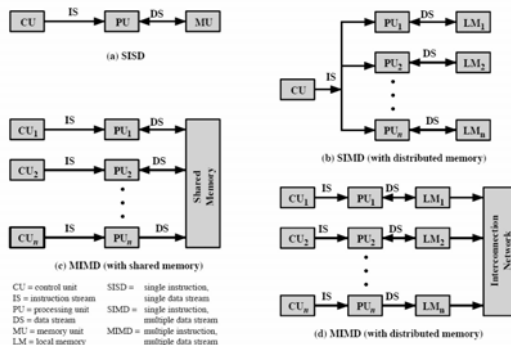 IS DS
CU PU MU
(a) SISD
DS
PU1 LM1
IS DS
PU2 LM2
CU
DS
PUn LMn
(b) SIMD (with distributed memory)
IS DS
CU1 PU1
IS DS
CU2 PU2
Shared
Memory
IS DS
CUn PUn
(c) MIMD (with shared memory)
CU = control unit
IS = instruction stream
PU = processing unit
DS = data stream
MU = memory unit
LM = local memory
SISD = single instruction,
single data stream
SIMD = single instruction,
multiple data stream
MIMD = multiple instruction,
multiple data stream
IS DS
CU1 PU1 LM1
IS DS
CU2 PU2 LM2
Interconnection
Network
IS DS
CUn PUn LMn
(d) MIMD (with distributed memory)